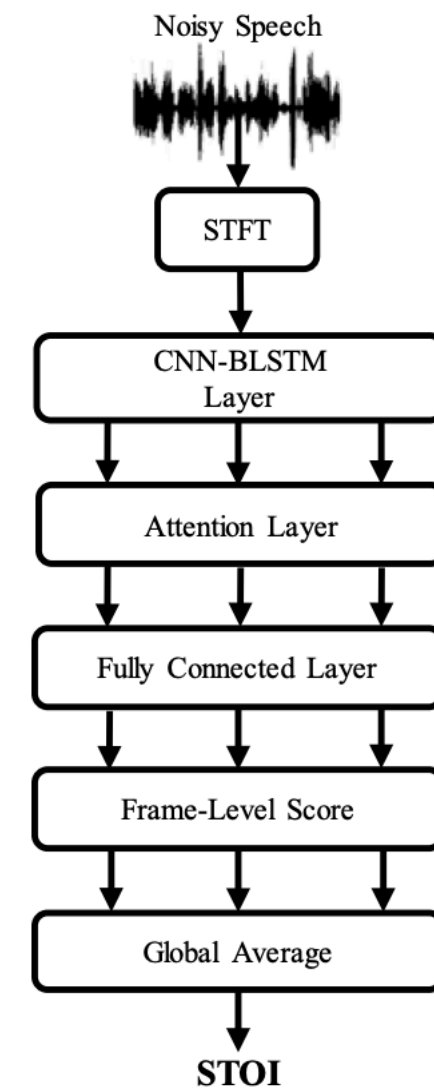 Noisy Speech
STFT
CNN-BLSTM
Layer
Attention Layer
Fully Connected Layer
Frame-Level Score
Global Average
STOI